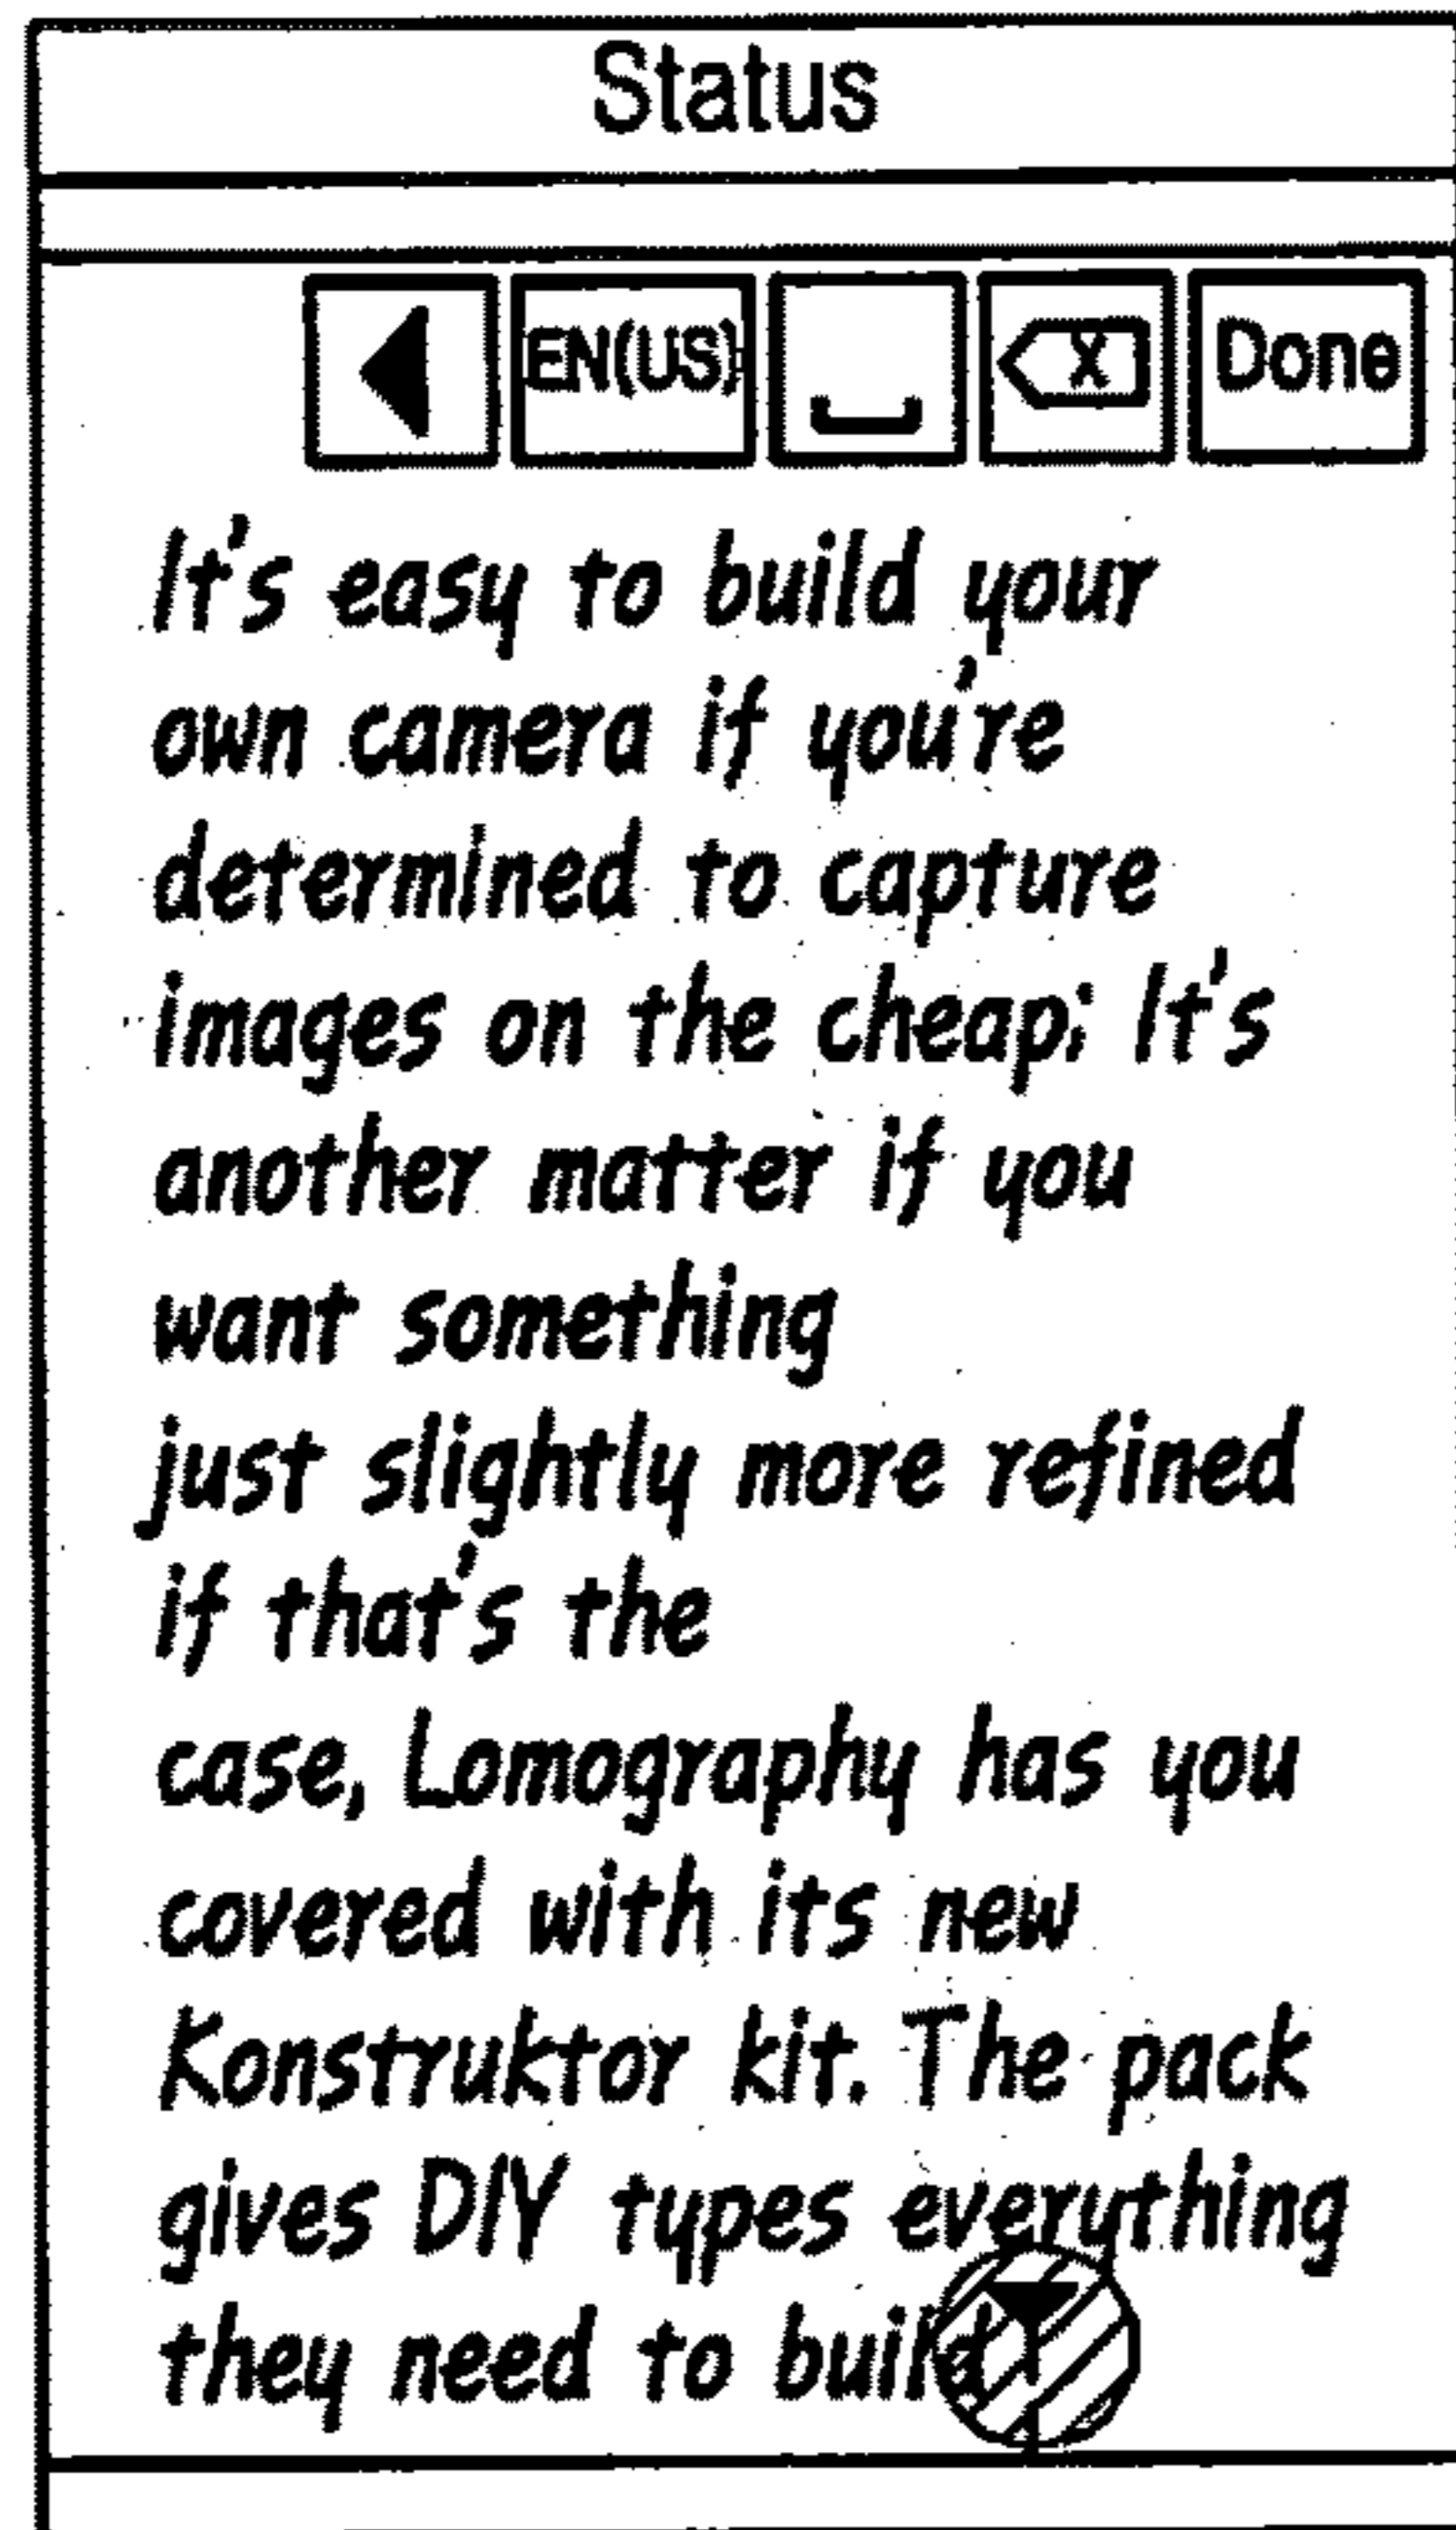 Status
EN(US) X Done
It's easy to build your
own camera if you're
determined to capture
images on the cheap; It's
another matter if you
want something
just slightly more refined
if that's the
case, Lomography has you
covered with its new
Konstruktor kit. The pack
gives DIY types everything
they need to build